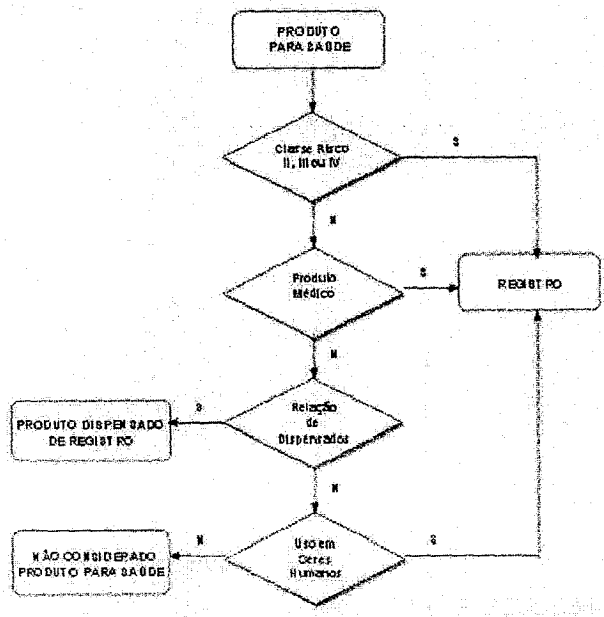 PRODUTO
PARA SAÚDE
Classe Risco
II, III ou IV
S
N
Produto
Médico
S
REGISTRO
N
Relação
de
Dispensados
S
PRODUTO DISPENSADO
DE REGISTRO
N
Uso em
Ceres
Humanos
N
S
NÃO CONSIDERADO
PRODUTO PARA SAÚDE